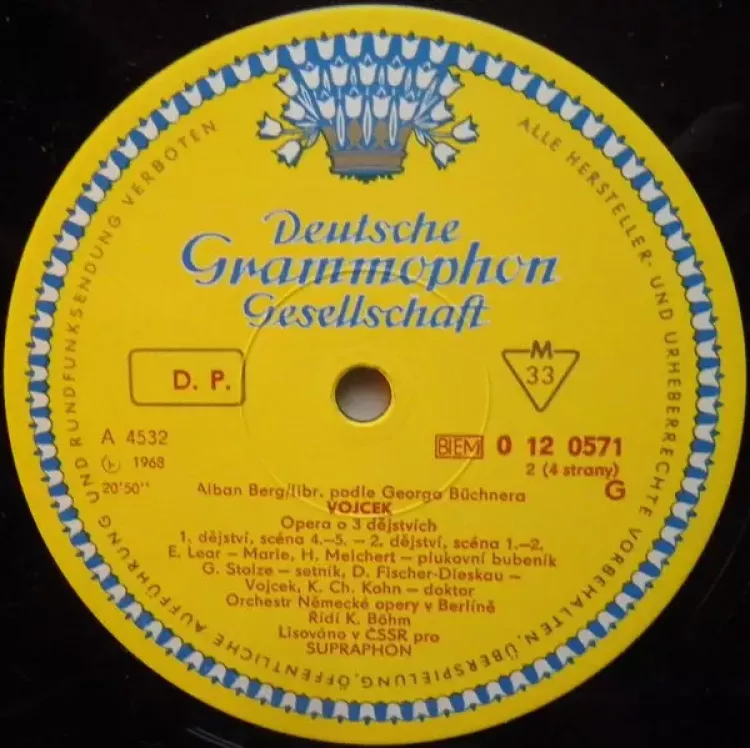 ALLE HERSTELLER- UND URHEBERRECHTE VORBEHALTEN. ÜBERSPIELUNG, ÖFFENTLICHE AUFFÜHRUNG UND RUNDFUNKSENDUNG VERBOTEN
Deutsche
Grammophon
Gesellschaft
D. P.
M
33
A 4532
BIEM 0 12 0571
Ⓟ 1968
2 (4 strany)
20'50"
G
Alban Berg/libr. podle Georga Büchnera
VOJCEK
Opera o 3 dějstvích
1. dějství, scéna 4.–5. – 2. dějství, scéna 1.–2.
E. Lear – Marie, H. Melchert – plukovní bubeník
G. Stolze – setník, D. Fischer-Dieskau –
Vojcek, K. Ch. Kohn – doktor
Orchestr Německé opery v Berlíně
Řídí K. Böhm
Lisováno v ČSSR pro
SUPRAPHON